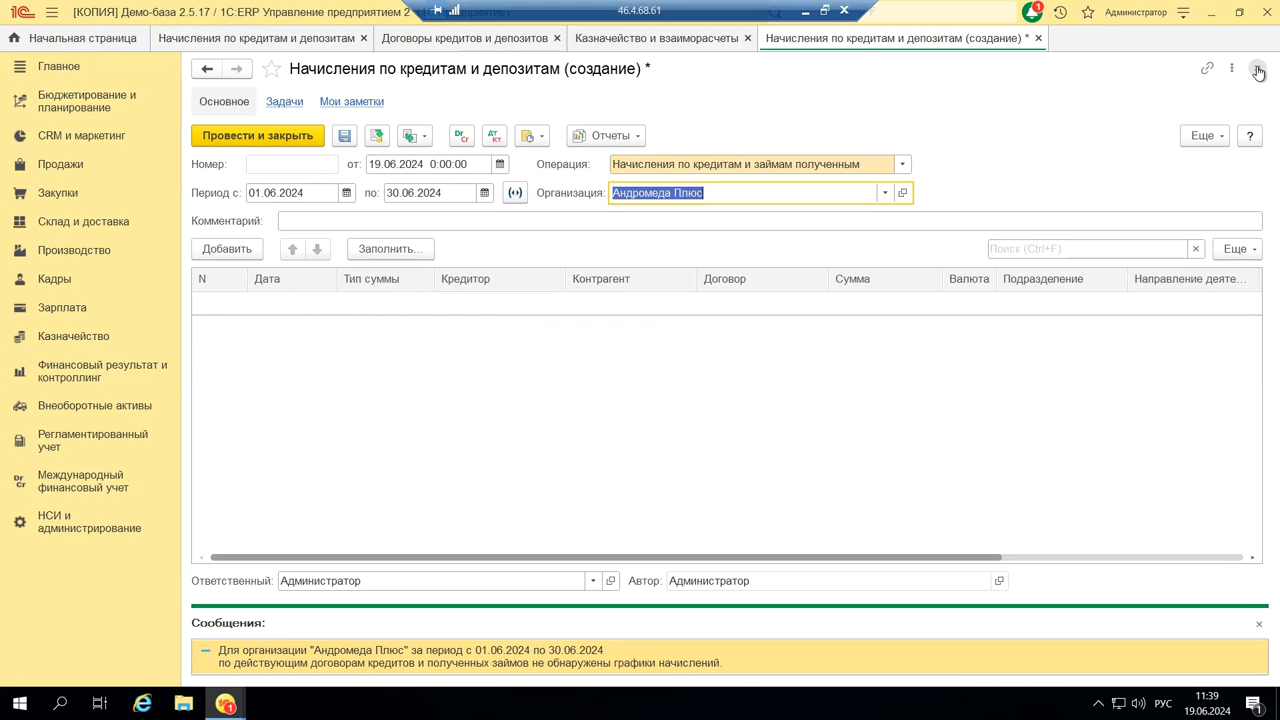 [КОПИЯ] Демо-база 2.5.17 / 1С:ERP Управление предприятием 2
46.4.68.61
Администратор
1
Начальная страница
Начисления по кредитам и депозитам
Договоры кредитов и депозитов
Казначейство и взаиморасчеты
Начисления по кредитам и депозитам (создание) *
Главное
Бюджетирование и
планирование
CRM и маркетинг
Продажи
Закупки
Склад и доставка
Производство
Кадры
Зарплата
Казначейство
Финансовый результат и
контроллинг
Внеоборотные активы
Регламентированный
учет
Международный
финансовый учет
НСИ и
администрирование
Начисления по кредитам и депозитам (создание) *
Основное Задачи Мои заметки
Провести и закрыть Отчеты Еще ?
Номер: от: 19.06.2024 0:00:00 Операция: Начисления по кредитам и займам полученным
Период с: 01.06.2024 по: 30.06.2024 Организация: Андромеда Плюс
Комментарий:
Добавить Заполнить... Поиск (Ctrl+F) Еще
N Дата Тип суммы Кредитор Контрагент Договор Сумма Валюта Подразделение Направление деяте...
Ответственный: Администратор Автор: Администратор
Сообщения:
Для организации "Андромеда Плюс" за период с 01.06.2024 по 30.06.2024
по действующим договорам кредитов и полученных займов не обнаружены графики начислений.
РУС
11:39
19.06.2024
1